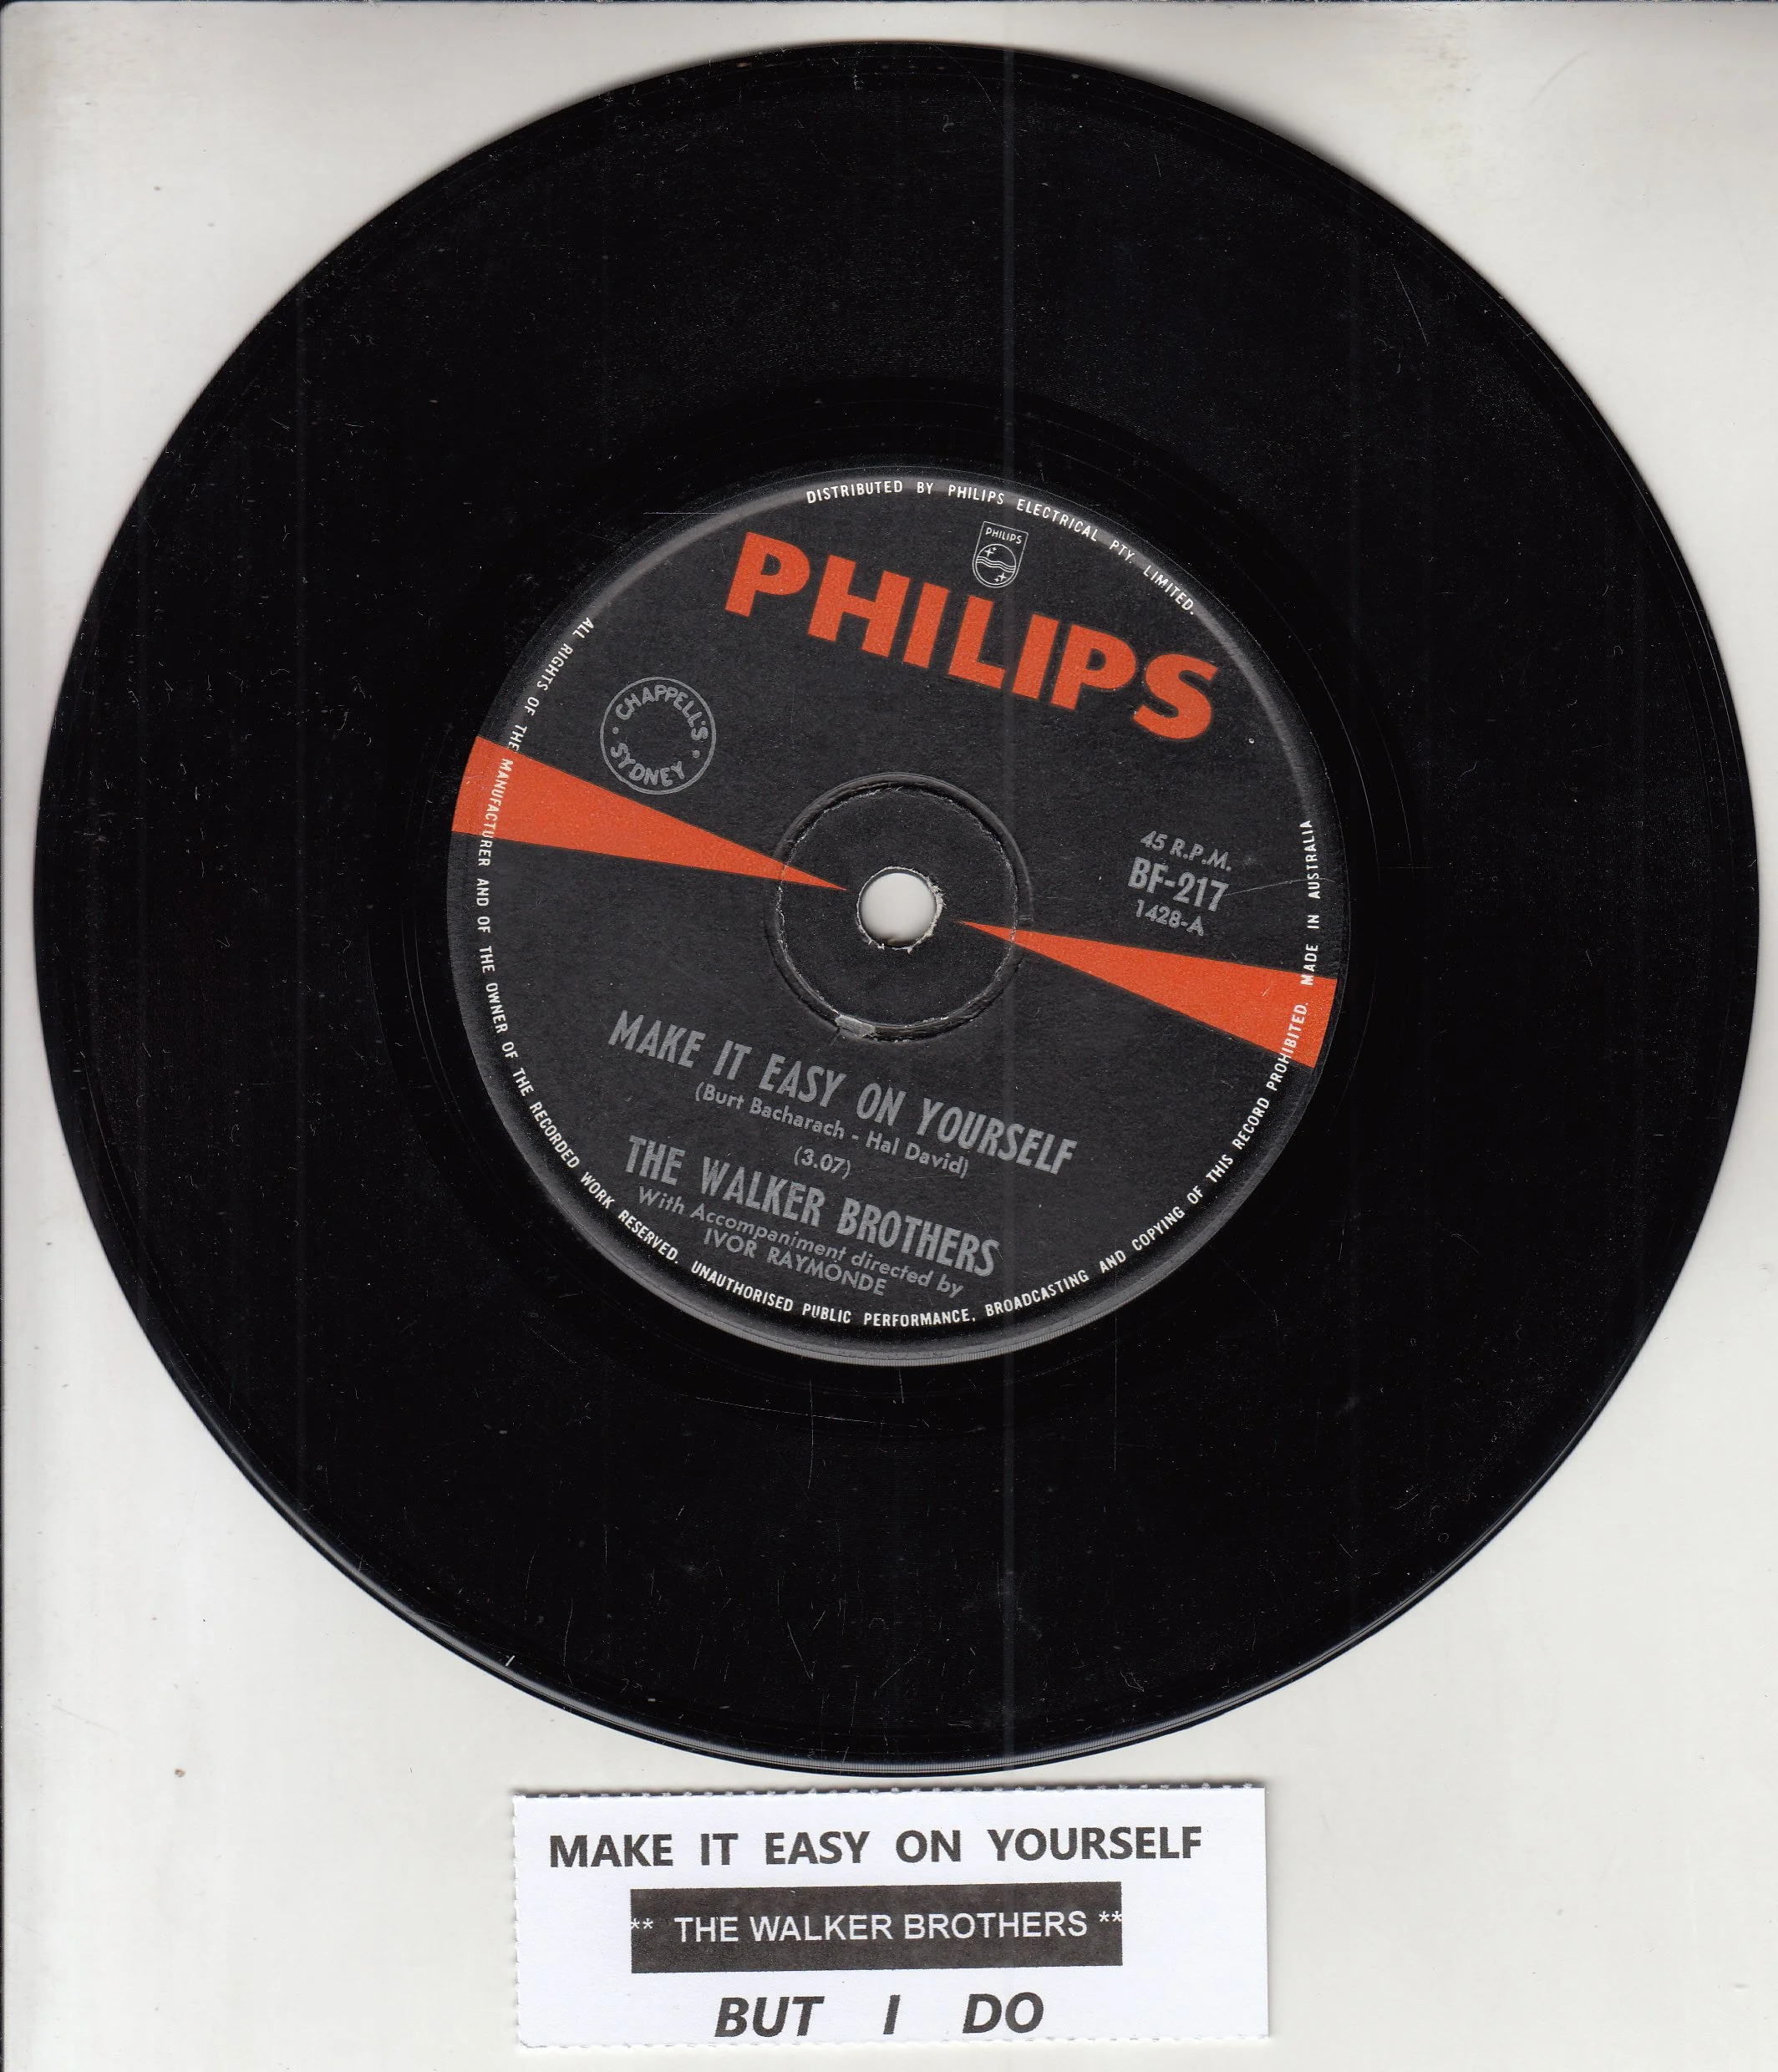 DISTRIBUTED BY PHILIPS ELECTRICAL PTY. LIMITED.
PHILIPS
PHILIPS
CHAPPELL'S
SYDNEY
45 R.P.M.
BF-217
1428-A
MAKE IT EASY ON YOURSELF
(Burt Bacharach - Hal David)
(3.07)
THE WALKER BROTHERS
With Accompaniment directed by
IVOR RAYMONDE
ALL RIGHTS OF THE MANUFACTURER AND OF THE OWNER OF THE RECORDED WORK RESERVED. UNAUTHORISED PUBLIC PERFORMANCE, BROADCASTING AND COPYING OF THIS RECORD PROHIBITED. MADE IN AUSTRALIA
MAKE IT EASY ON YOURSELF
** THE WALKER BROTHERS **
BUT I DO